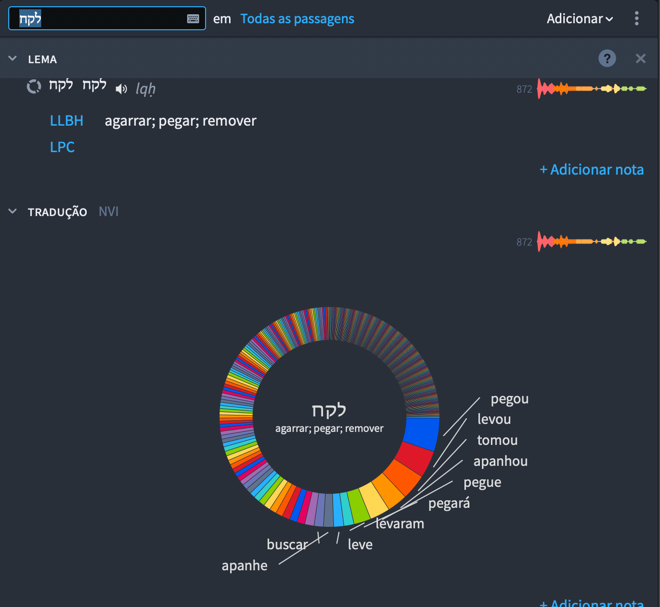 לקח em Todas as passagens Adicionar
LEMA ?
לקח לקח lqḥ 872
LLBH agarrar; pegar; remover
LPC
+ Adicionar nota
TRADUÇÃO NVI
872
לקח
agarrar; pegar; remover
pegou
levou
tomou
apanhou
pegue
pegará
levaram
buscar leve
apanhe
+ Adicionar nota